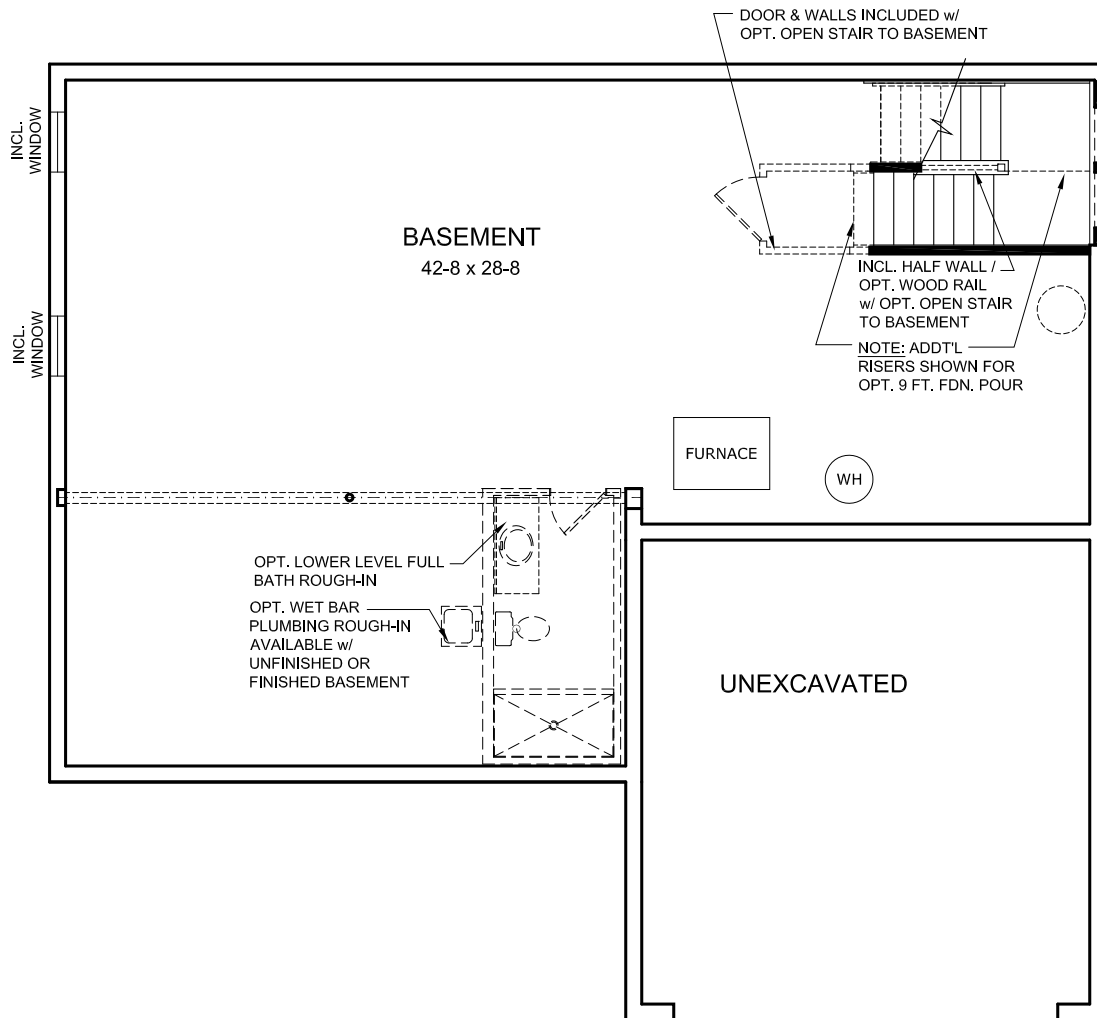 DOOR & WALLS INCLUDED w/
OPT. OPEN STAIR TO BASEMENT
INCL.
WINDOW
BASEMENT
42-8 x 28-8
INCL. HALF WALL /
OPT. WOOD RAIL
w/ OPT. OPEN STAIR
TO BASEMENT
INCL.
WINDOW
NOTE: ADDT'L
RISERS SHOWN FOR
OPT. 9 FT. FDN. POUR
FURNACE
WH
OPT. LOWER LEVEL FULL
BATH ROUGH-IN
OPT. WET BAR
PLUMBING ROUGH-IN
AVAILABLE w/
UNFINISHED OR
FINISHED BASEMENT
UNEXCAVATED